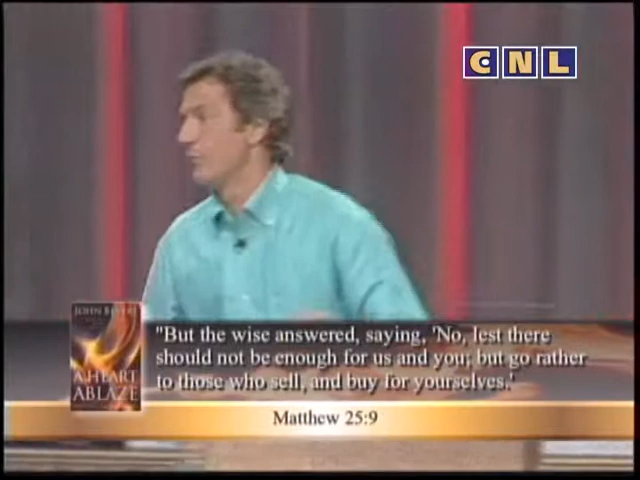 CNL
JOHN BEVERE
A HEART
ABLAZE
"But the wise answered, saying, 'No, lest there
should not be enough for us and you; but go rather
to those who sell, and buy for yourselves.'
Matthew 25:9